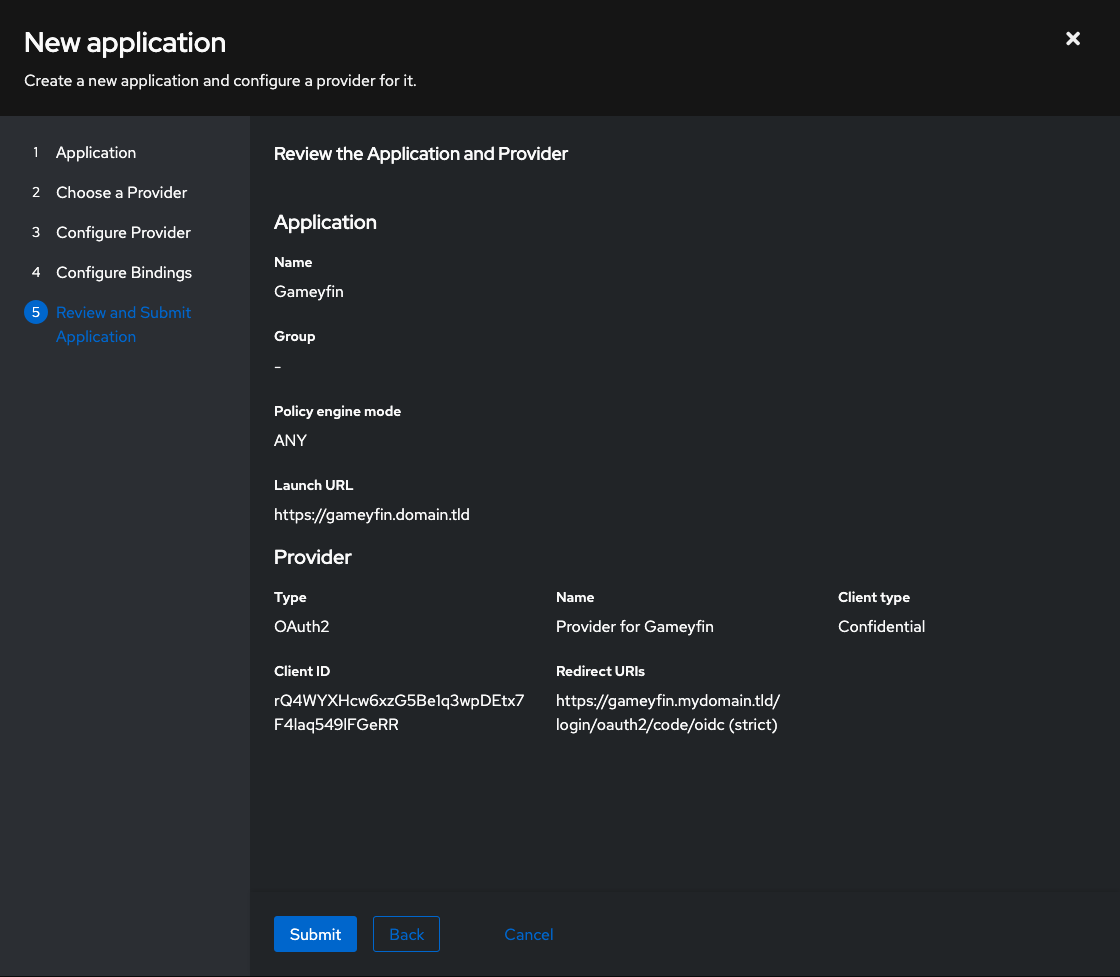 New application
Create a new application and configure a provider for it.
1 Application
2 Choose a Provider
3 Configure Provider
4 Configure Bindings
5 Review and Submit
Application
Review the Application and Provider
Application
Name
Gameyfin
Group
-
Policy engine mode
ANY
Launch URL
https://gameyfin.domain.tld
Provider
Type
OAuth2
Name
Provider for Gameyfin
Client type
Confidential
Client ID
rQ4WYXHcw6xzG5Be1q3wpDEtx7
F4laq549lFGeRR
Redirect URIs
https://gameyfin.mydomain.tld/
login/oauth2/code/oidc (strict)
Submit
Back
Cancel